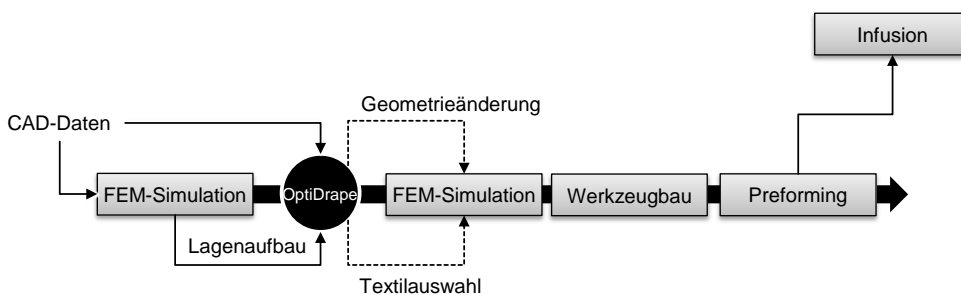 Infusion
Geometrieänderung
CAD-Daten
FEM-Simulation
OptiDrape
FEM-Simulation
Werkzeugbau
Preforming
Lagenaufbau
Textilauswahl